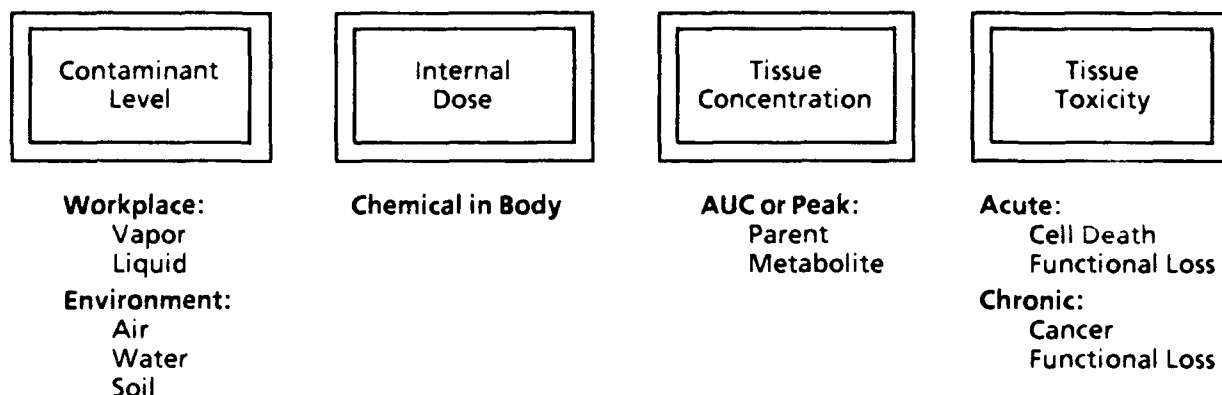 Contaminant
Level
Internal
Dose
Tissue
Concentration
Tissue
Toxicity
Workplace:
Vapor
Liquid
Environment:
Air
Water
Soil
Chemical in Body
AUC or Peak:
Parent
Metabolite
Acute:
Cell Death
Functional Loss
Chronic:
Cancer
Functional Loss